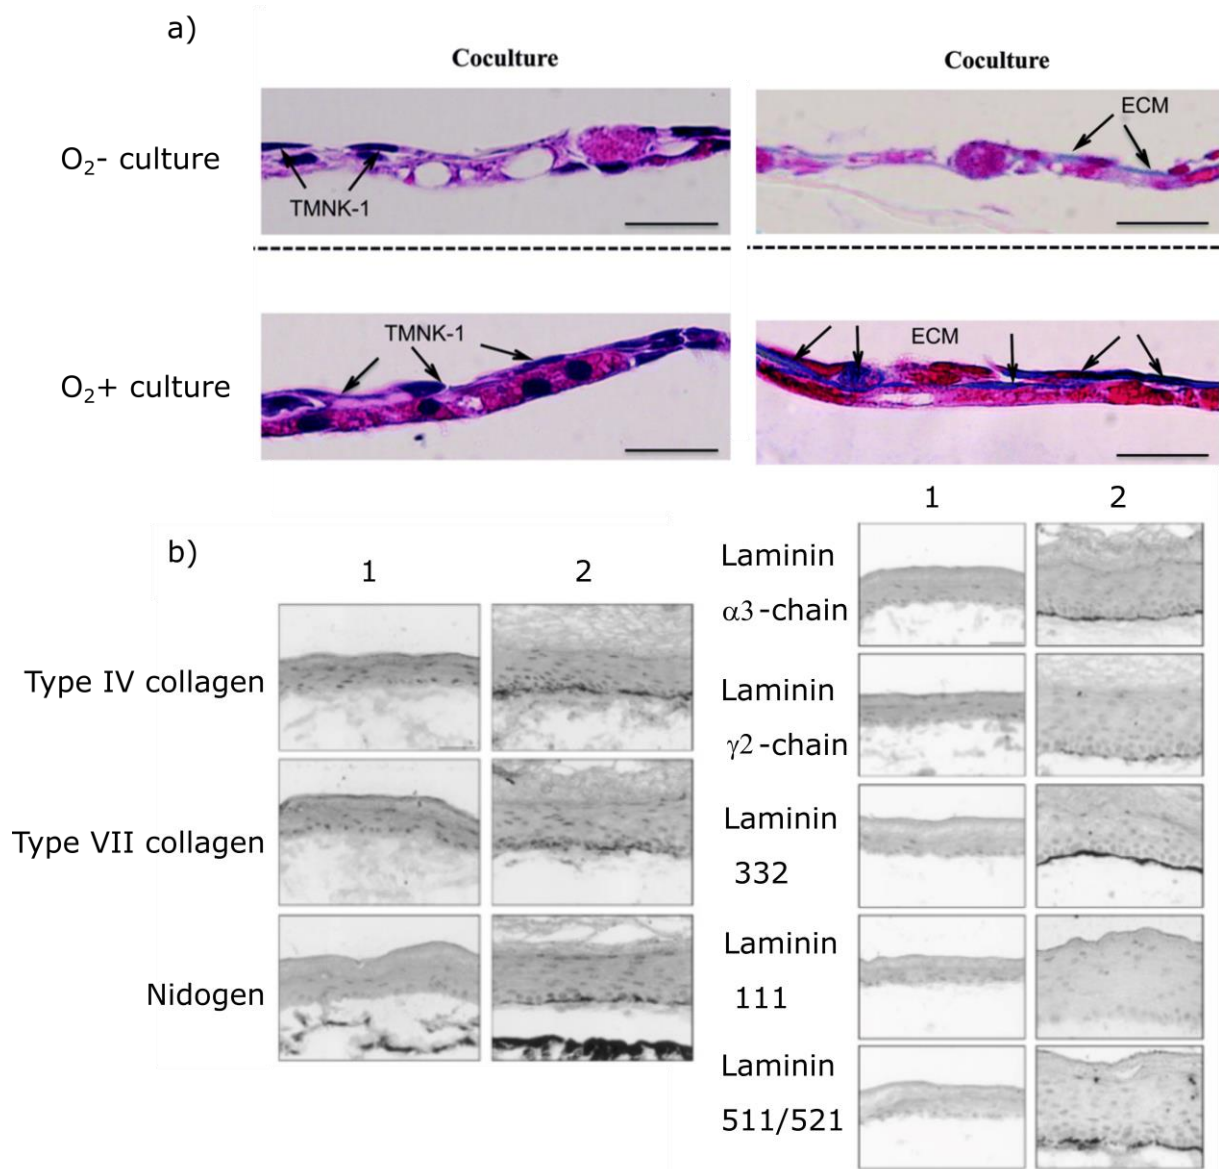 a)
Coculture
Coculture
O₂- culture
TMNK-1
ECM
O₂+ culture
TMNK-1
ECM
b)
1
2
Type IV collagen
Type VII collagen
Nidogen
1
2
Laminin
α3-chain
Laminin
γ2-chain
Laminin
332
Laminin
111
Laminin
511/521